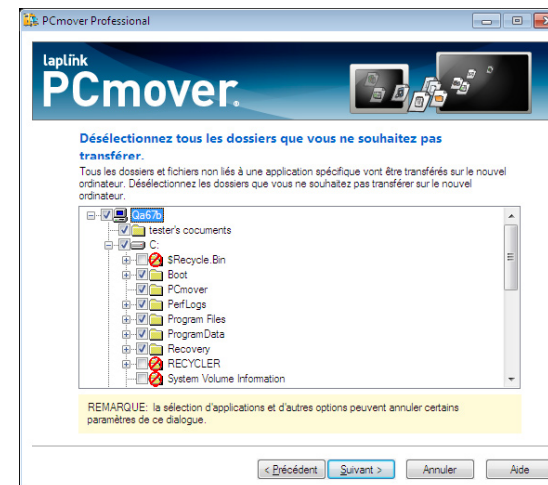 PCmover Professional
laplink
PCmover.
Désélectionnez tous les dossiers que vous ne souhaitez pas
transférer.
Tous les dossiers et fichiers non liés à une application spécifique vont être transférés sur le nouvel
ordinateur. Désélectionnez les dossiers que vous ne souhaitez pas transférer sur le nouvel
ordinateur.
Qa67b
tester's cocuments
C:
$Recycle.Bin
Boot
PCmover
PerfLogs
Program Files
ProgramData
Recovery
RECYCLER
System Volume Information
REMARQUE: la sélection d'applications et d'autres options peuvent annuler certains
paramètres de ce dialogue.
< Précédent Suivant > Annuler Aide